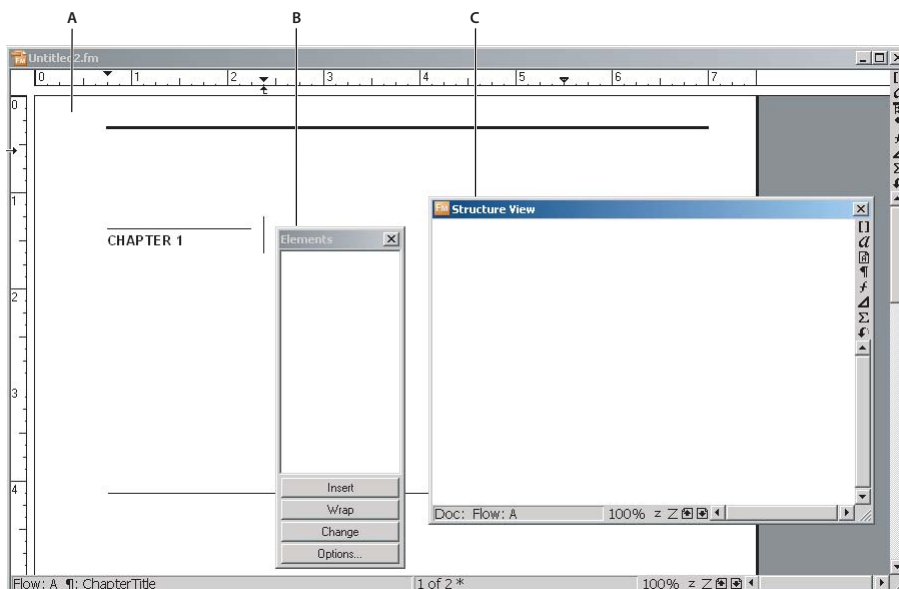 A B C
Untitled2.fm
0 1 2 3 4 5 6 7
0
1
2
3
4
CHAPTER 1
Elements
Insert
Wrap
Change
Options...
Structure View
Doc: Flow: A 100% z Z
Flow: A ¶: ChapterTitle 1 of 2 * 100% z Z